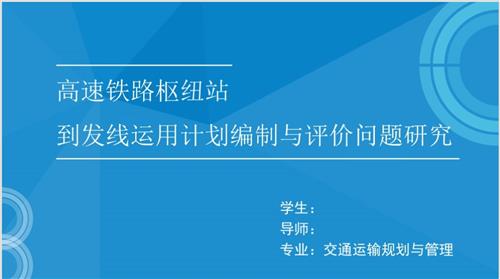 高速铁路枢纽站
到发线运用计划编制与评价问题研究
学生：
导师：
专业：交通运输规划与管理